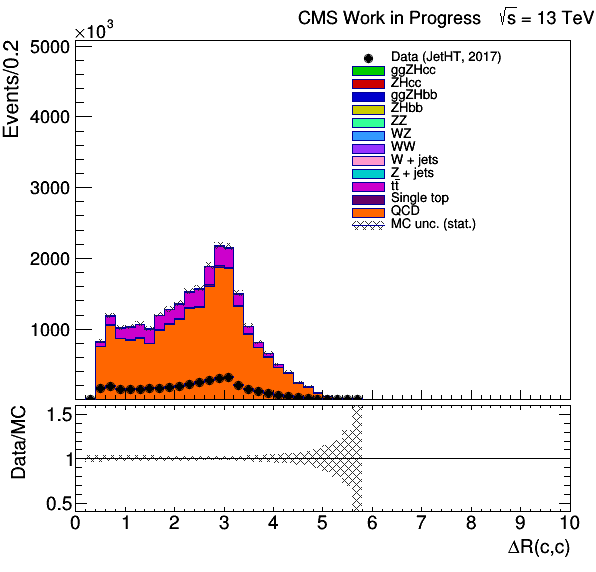 CMS Work in Progress √s = 13 TeV
×10³
Events/0.2
5000
4000
3000
2000
1000
Data (JetHT, 2017)
ggZHcc
ZHcc
ggZHbb
ZHbb
ZZ
WZ
WW
W + jets
Z + jets
tt̄
Single top
QCD
MC unc. (stat.)
Data/MC
1.5
1
0.5
0 1 2 3 4 5 6 7 8 9 10
ΔR(c,c)